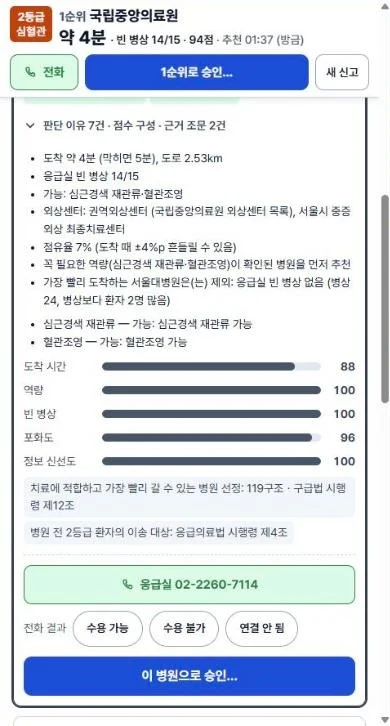 2등급
심혈관
1순위 국립중앙의료원
약 4분 · 빈 병상 14/15 · 94점 · 추천 01:37 (방금)
전화
1순위로 승인...
새 신고
판단 이유 7건 · 점수 구성 · 근거 조문 2건
• 도착 약 4분 (막히면 5분), 도로 2.53km
• 응급실 빈 병상 14/15
• 가능: 심근경색 재관류·혈관조영
• 외상센터: 권역외상센터 (국립중앙의료원 외상센터 목록), 서울시 중증
외상 최종치료센터
• 점유율 7% (도착 때 ±4%p 흔들릴 수 있음)
• 꼭 필요한 역량(심근경색 재관류·혈관조영)이 확인된 병원을 먼저 추천
• 가장 빨리 도착하는 서울대병원은(는) 제외: 응급실 빈 병상 없음 (병상
24, 병상보다 환자 2명 많음)
• 심근경색 재관류 — 가능: 심근경색 재관류 가능
• 혈관조영 — 가능: 혈관조영 가능
도착 시간 88
역량 100
빈 병상 100
포화도 96
정보 신선도 100
치료에 적합하고 가장 빨리 갈 수 있는 병원 선정: 119구조 · 구급법 시행
령 제12조
병원 전 2등급 환자의 이송 대상: 응급의료법 시행령 제4조
응급실 02-2260-7114
전화 결과
수용 가능
수용 불가
연결 안 됨
이 병원으로 승인...